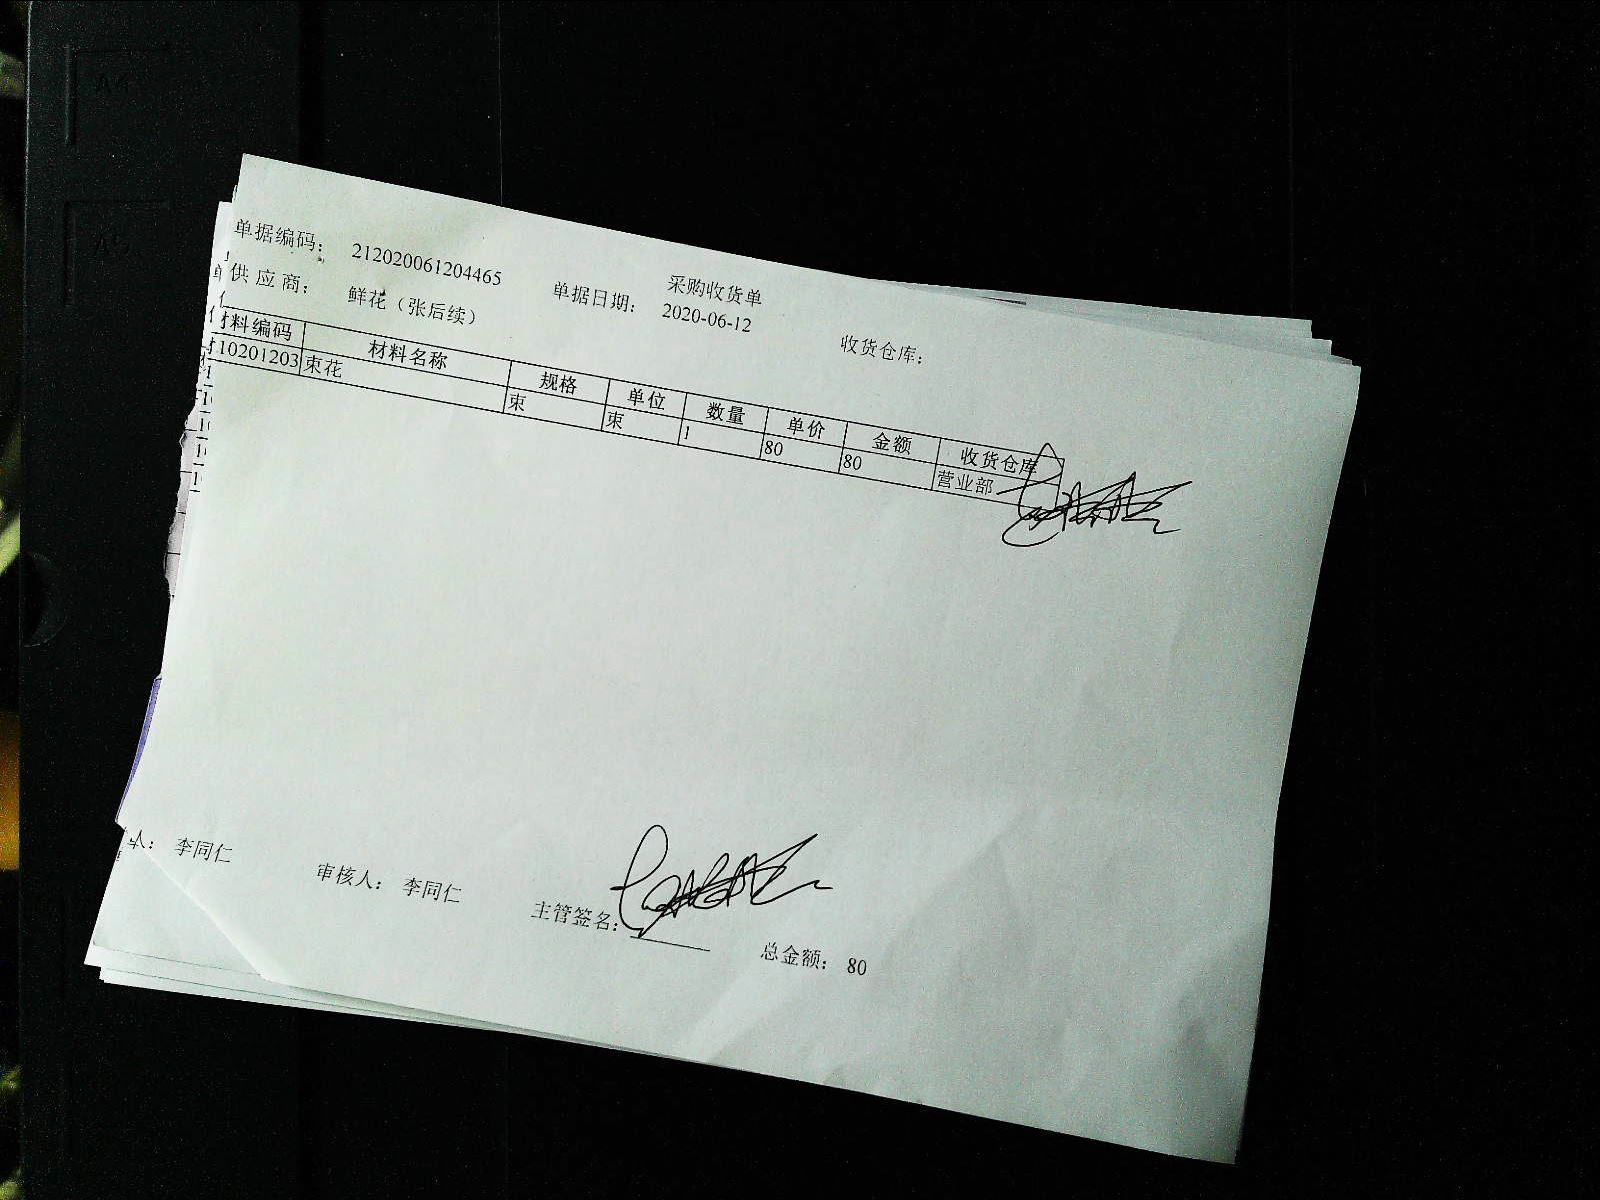 采购收货单
单据编码： 212020061204465 单据日期： 2020-06-12 收货仓库：
供应商： 鲜花（张后续）
材料编码 材料名称 规格 单位 数量 单价 金额 收货仓库
10201203 束花 束 束 1 80 80 营业部
人： 李同仁 审核人： 李同仁 主管签名： 总金额： 80